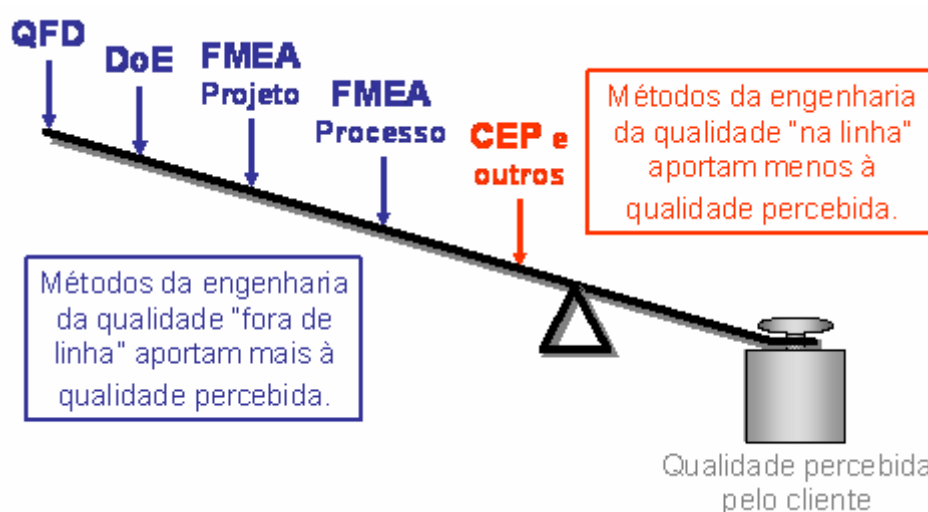 QFD
DoE
FMEA
Projeto
FMEA
Processo
CEP e
outros
Métodos da engenharia
da qualidade "na linha"
aportam menos à
qualidade percebida.
Métodos da engenharia
da qualidade "fora de
linha" aportam mais à
qualidade percebida.
Qualidade percebida
pelo cliente